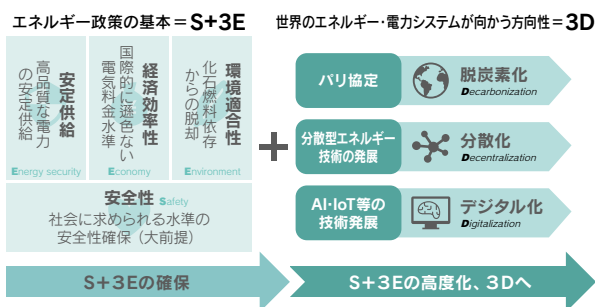 エネルギー政策の基本＝S+3E
安定供給
高品質な電力
の安定供給
Energy security
経済効率性
国際的に遜色ない
電気料金水準
Economy
環境適合性
化石燃料依存
からの脱却
Environment
安全性 Safety
社会に求められる水準の
安全性確保（大前提）
S+3Eの確保
+
世界のエネルギー・電力システムが向かう方向性＝3D
パリ協定
脱炭素化
Decarbonization
分散型エネルギー
技術の発展
分散化
Decentralization
AI・IoT等の
技術発展
デジタル化
Digitalization
S+3Eの高度化、3Dへ